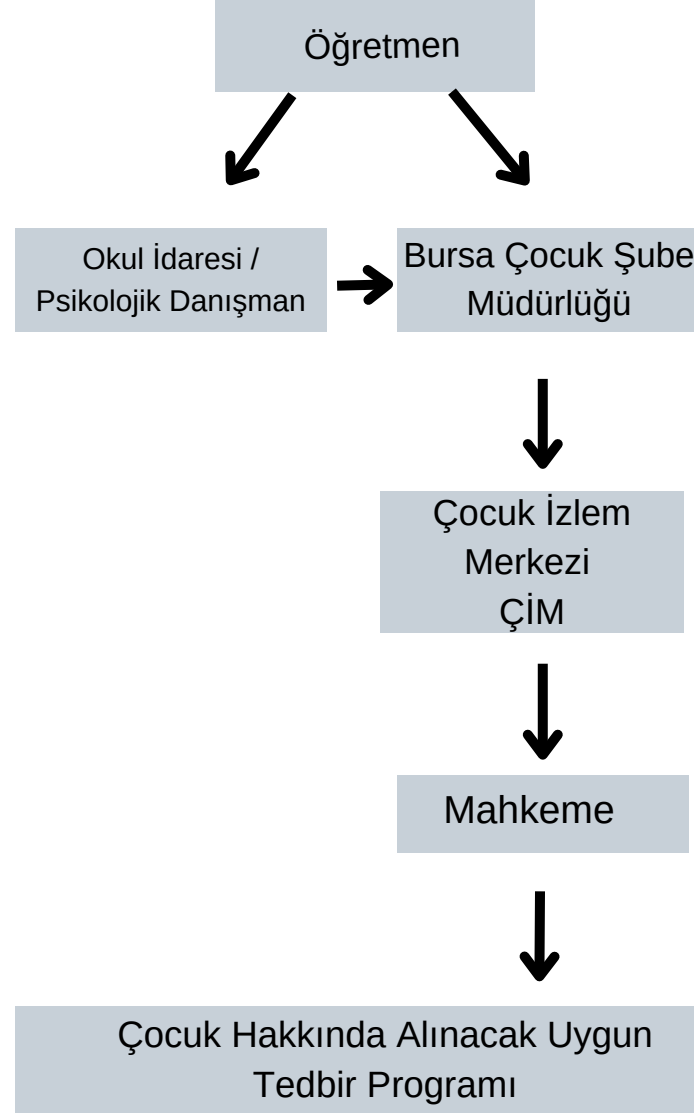 Öğretmen
Okul İdaresi /
Psikolojik Danışman
Bursa Çocuk Şube
Müdürlüğü
Çocuk İzlem
Merkezi
ÇİM
Mahkeme
Çocuk Hakkında Alınacak Uygun
Tedbir Programı